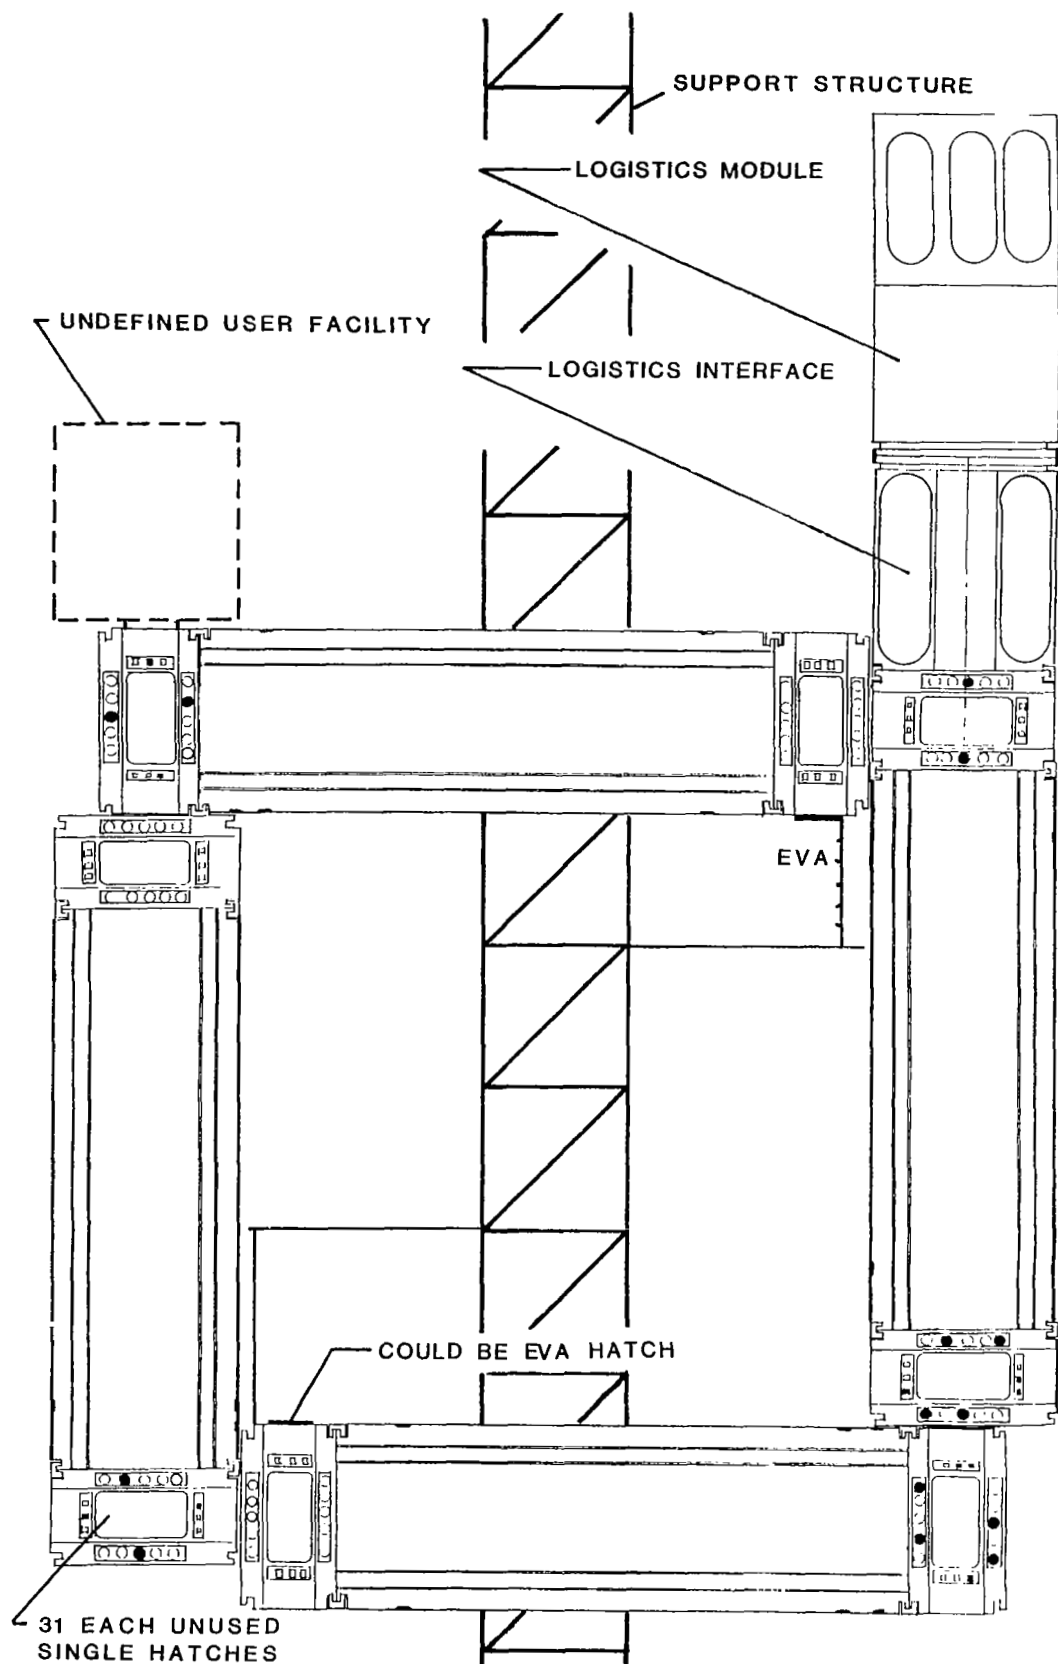 SUPPORT STRUCTURE
LOGISTICS MODULE
UNDEFINED USER FACILITY
LOGISTICS INTERFACE
EVA
COULD BE EVA HATCH
31 EACH UNUSED
SINGLE HATCHES